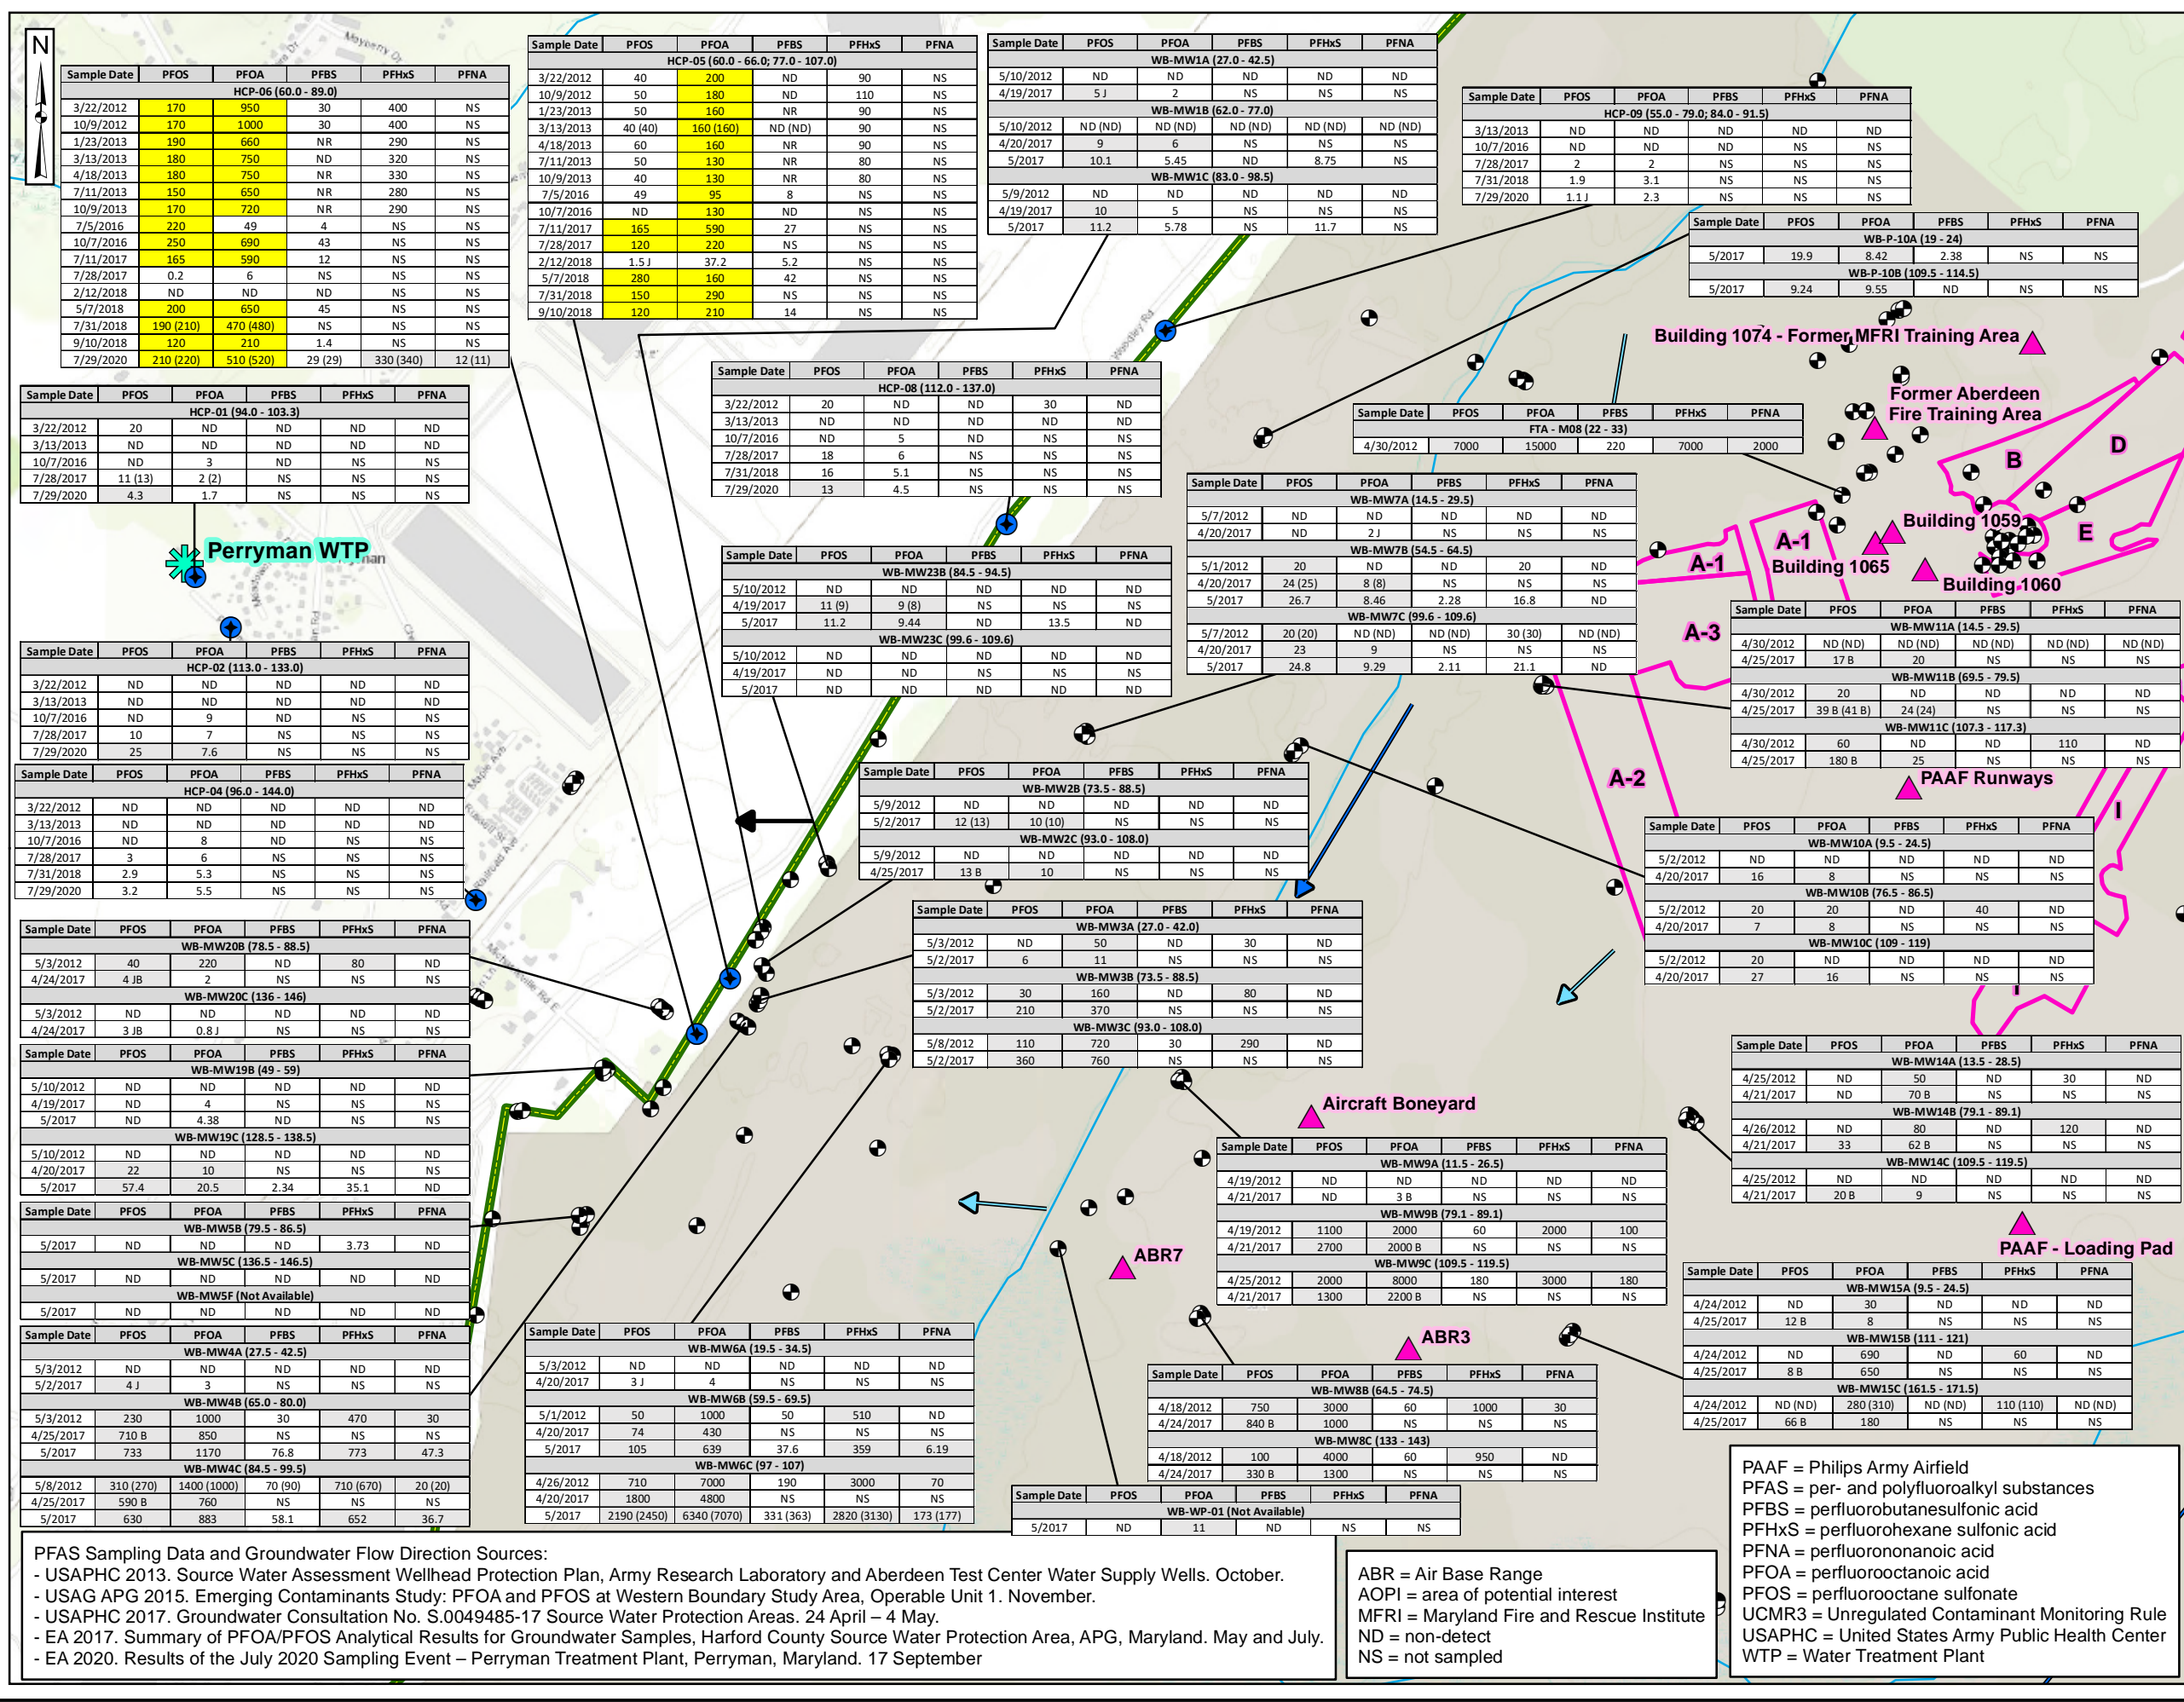 N
Sample Date PFOS PFOA PFBS PFHxS PFNA
HCP-06 (60.0 - 89.0)
3/22/2012 170 950 30 400 NS
10/9/2012 170 1000 30 400 NS
1/23/2013 190 660 NR 290 NS
3/13/2013 180 750 ND 320 NS
4/18/2013 180 750 NR 330 NS
7/11/2013 150 650 NR 280 NS
10/9/2013 170 720 NR 290 NS
7/5/2016 220 49 4 NS NS
10/7/2016 250 690 43 NS NS
7/11/2017 165 590 12 NS NS
7/28/2017 0.2 6 NS NS NS
2/12/2018 ND ND ND NS NS
5/7/2018 200 650 45 NS NS
7/31/2018 190 (210) 470 (480) NS NS NS
9/10/2018 120 210 1.4 NS NS
7/29/2020 210 (220) 510 (520) 29 (29) 330 (340) 12 (11)
Sample Date PFOS PFOA PFBS PFHxS PFNA
HCP-05 (60.0 - 66.0; 77.0 - 107.0)
3/22/2012 40 200 ND 90 NS
10/9/2012 50 180 ND 110 NS
1/23/2013 50 160 NR 90 NS
3/13/2013 40 (40) 160 (160) ND (ND) 90 NS
4/18/2013 60 160 NR 90 NS
7/11/2013 50 130 NR 80 NS
10/9/2013 40 130 NR 80 NS
7/5/2016 49 95 8 NS NS
10/7/2016 ND 130 ND NS NS
7/11/2017 165 590 27 NS NS
7/28/2017 120 220 NS NS NS
2/12/2018 1.5 J 37.2 5.2 NS NS
5/7/2018 280 160 42 NS NS
7/31/2018 150 290 NS NS NS
9/10/2018 120 210 14 NS NS
Sample Date PFOS PFOA PFBS PFHxS PFNA
WB-MW1A (27.0 - 42.5)
5/10/2012 ND ND ND ND ND
4/19/2017 5 J 2 NS NS NS
WB-MW1B (62.0 - 77.0)
5/10/2012 ND (ND) ND (ND) ND (ND) ND (ND) ND (ND)
4/20/2017 9 6 NS NS NS
5/2017 10.1 5.45 ND 8.75 NS
WB-MW1C (83.0 - 98.5)
5/9/2012 ND ND ND ND ND
4/19/2017 10 5 NS NS NS
5/2017 11.2 5.78 NS 11.7 NS
Sample Date PFOS PFOA PFBS PFHxS PFNA
HCP-09 (55.0 - 79.0; 84.0 - 91.5)
3/13/2013 ND ND ND ND ND
10/7/2016 ND ND ND NS NS
7/28/2017 2 2 NS NS NS
7/31/2018 1.9 3.1 NS NS NS
7/29/2020 1.1 J 2.3 NS NS NS
Sample Date PFOS PFOA PFBS PFHxS PFNA
WB-P-10A (19 - 24)
5/2017 19.9 8.42 2.38 NS NS
WB-P-10B (109.5 - 114.5)
5/2017 9.24 9.55 ND NS NS
Mayberry Dr
Woodley Rd
Building 1074 - Former MFRI Training Area
Former Aberdeen
Fire Training Area
Sample Date PFOS PFOA PFBS PFHxS PFNA
HCP-01 (94.0 - 103.3)
3/22/2012 20 ND ND ND ND
3/13/2013 ND ND ND ND ND
10/7/2016 ND 3 ND NS NS
7/28/2017 11 (13) 2 (2) NS NS NS
7/29/2020 4.3 1.7 NS NS NS
Sample Date PFOS PFOA PFBS PFHxS PFNA
HCP-08 (112.0 - 137.0)
3/22/2012 20 ND ND 30 ND
3/13/2013 ND ND ND ND ND
10/7/2016 ND 5 ND NS NS
7/28/2017 18 6 NS NS NS
7/31/2018 16 5.1 NS NS NS
7/29/2020 13 4.5 NS NS NS
Sample Date PFOS PFOA PFBS PFHxS PFNA
FTA - M08 (22 - 33)
4/30/2012 7000 15000 220 7000 2000
B
D
E
A-1
A-1
Building 1059
Building 1065
Building 1060
A-3
A-2
Perryman WTP
Sample Date PFOS PFOA PFBS PFHxS PFNA
WB-MW7A (14.5 - 29.5)
5/7/2012 ND ND ND ND ND
4/20/2017 ND 2 J NS NS NS
WB-MW7B (54.5 - 64.5)
5/1/2012 20 ND ND 20 ND
4/20/2017 24 (25) 8 (8) NS NS NS
5/2017 26.7 8.46 2.28 16.8 ND
WB-MW7C (99.6 - 109.6)
5/7/2012 20 (20) ND (ND) ND (ND) 30 (30) ND (ND)
4/20/2017 23 9 NS NS NS
5/2017 24.8 9.29 2.11 21.1 ND
Sample Date PFOS PFOA PFBS PFHxS PFNA
WB-MW23B (84.5 - 94.5)
5/10/2012 ND ND ND ND ND
4/19/2017 11 (9) 9 (8) NS NS NS
5/2017 11.2 9.44 ND 13.5 ND
WB-MW23C (99.6 - 109.6)
5/10/2012 ND ND ND ND ND
4/19/2017 ND ND NS NS NS
5/2017 ND ND ND ND ND
Sample Date PFOS PFOA PFBS PFHxS PFNA
WB-MW11A (14.5 - 29.5)
4/30/2012 ND (ND) ND (ND) ND (ND) ND (ND) ND (ND)
4/25/2017 17 B 20 NS NS NS
WB-MW11B (69.5 - 79.5)
4/30/2012 20 ND ND ND ND
4/25/2017 39 B (41 B) 24 (24) NS NS NS
WB-MW11C (107.3 - 117.3)
4/30/2012 60 ND ND 110 ND
4/25/2017 180 B 25 NS NS NS
PAAF Runways
I
Sample Date PFOS PFOA PFBS PFHxS PFNA
HCP-02 (113.0 - 133.0)
3/22/2012 ND ND ND ND ND
3/13/2013 ND ND ND ND ND
10/7/2016 ND 9 ND NS NS
7/28/2017 10 7 NS NS NS
7/29/2020 25 7.6 NS NS NS
Sample Date PFOS PFOA PFBS PFHxS PFNA
HCP-04 (96.0 - 144.0)
3/22/2012 ND ND ND ND ND
3/13/2013 ND ND ND ND ND
10/7/2016 ND 8 ND NS NS
7/28/2017 3 6 NS NS NS
7/31/2018 2.9 5.3 NS NS NS
7/29/2020 3.2 5.5 NS NS NS
Sample Date PFOS PFOA PFBS PFHxS PFNA
WB-MW2B (73.5 - 88.5)
5/9/2012 ND ND ND ND ND
5/2/2017 12 (13) 10 (10) NS NS NS
WB-MW2C (93.0 - 108.0)
5/9/2012 ND ND ND ND ND
4/25/2017 13 B 10 NS NS NS
Sample Date PFOS PFOA PFBS PFHxS PFNA
WB-MW10A (9.5 - 24.5)
5/2/2012 ND ND ND ND ND
4/20/2017 16 8 NS NS NS
WB-MW10B (76.5 - 86.5)
5/2/2012 20 20 ND 40 ND
4/20/2017 7 8 NS NS NS
WB-MW10C (109 - 119)
5/2/2012 20 ND ND ND ND
4/20/2017 27 16 NS NS NS
Sample Date PFOS PFOA PFBS PFHxS PFNA
WB-MW20B (78.5 - 88.5)
5/3/2012 40 220 ND 80 ND
4/24/2017 4 JB 2 NS NS NS
WB-MW20C (136 - 146)
5/3/2012 ND ND ND ND ND
4/24/2017 3 JB 0.8 J NS NS NS
Sample Date PFOS PFOA PFBS PFHxS PFNA
WB-MW3A (27.0 - 42.0)
5/3/2012 ND 50 ND 30 ND
5/2/2017 6 11 NS NS NS
WB-MW3B (73.5 - 88.5)
5/3/2012 30 160 ND 80 ND
5/2/2017 210 370 NS NS NS
WB-MW3C (93.0 - 108.0)
5/8/2012 110 720 30 290 ND
5/2/2017 360 760 NS NS NS
Sample Date PFOS PFOA PFBS PFHxS PFNA
WB-MW19B (49 - 59)
5/10/2012 ND ND ND ND ND
4/19/2017 ND 4 NS NS NS
5/2017 ND 4.38 NS NS NS
WB-MW19C (128.5 - 138.5)
5/10/2012 ND ND ND ND ND
4/20/2017 22 10 NS NS NS
5/2017 57.4 20.5 2.34 35.1 ND
Sample Date PFOS PFOA PFBS PFHxS PFNA
WB-MW14A (13.5 - 28.5)
4/25/2012 ND 50 ND 30 ND
4/21/2017 ND 70 B NS NS NS
WB-MW14B (79.1 - 89.1)
4/26/2012 ND 80 ND 120 ND
4/21/2017 33 62 B NS NS NS
WB-MW14C (109.5 - 119.5)
4/25/2012 ND ND ND ND ND
4/21/2017 20 B 9 NS NS NS
Aircraft Boneyard
Sample Date PFOS PFOA PFBS PFHxS PFNA
WB-MW9A (11.5 - 26.5)
4/19/2012 ND ND ND ND ND
4/21/2017 ND 3 B NS NS NS
WB-MW9B (79.1 - 89.1)
4/19/2012 1100 2000 60 2000 100
4/21/2017 2700 2000 B NS NS NS
WB-MW9C (109.5 - 119.5)
4/25/2012 2000 8000 180 3000 180
4/21/2017 1300 2200 B NS NS NS
Sample Date PFOS PFOA PFBS PFHxS PFNA
WB-MW5B (79.5 - 86.5)
5/2017 ND ND ND 3.73 ND
WB-MW5C (136.5 - 146.5)
5/2017 ND ND ND ND ND
WB-MW5F (Not Available)
5/2017 ND ND ND ND ND
ABR7
PAAF - Loading Pad
Sample Date PFOS PFOA PFBS PFHxS PFNA
WB-MW15A (9.5 - 24.5)
4/24/2012 ND 30 ND ND ND
4/25/2017 12 B 8 NS NS NS
WB-MW15B (111 - 121)
4/24/2012 ND 690 ND 60 ND
4/25/2017 8 B 650 NS NS NS
WB-MW15C (161.5 - 171.5)
4/24/2012 ND (ND) 280 (310) ND (ND) 110 (110) ND (ND)
4/25/2017 66 B 180 NS NS NS
Sample Date PFOS PFOA PFBS PFHxS PFNA
WB-MW4A (27.5 - 42.5)
5/3/2012 ND ND ND ND ND
5/2/2017 4 J 3 NS NS NS
WB-MW4B (65.0 - 80.0)
5/3/2012 230 1000 30 470 30
4/25/2017 710 B 850 NS NS NS
5/2017 733 1170 76.8 773 47.3
WB-MW4C (84.5 - 99.5)
5/8/2012 310 (270) 1400 (1000) 70 (90) 710 (670) 20 (20)
4/25/2017 590 B 760 NS NS NS
5/2017 630 883 58.1 652 36.7
Sample Date PFOS PFOA PFBS PFHxS PFNA
WB-MW6A (19.5 - 34.5)
5/3/2012 ND ND ND ND ND
4/20/2017 3 J 4 NS NS NS
WB-MW6B (59.5 - 69.5)
5/1/2012 50 1000 50 510 ND
4/20/2017 74 430 NS NS NS
5/2017 105 639 37.6 359 6.19
WB-MW6C (97 - 107)
4/26/2012 710 7000 190 3000 70
4/20/2017 1800 4800 NS NS NS
5/2017 2190 (2450) 6340 (7070) 331 (363) 2820 (3130) 173 (177)
ABR3
Sample Date PFOS PFOA PFBS PFHxS PFNA
WB-MW8B (64.5 - 74.5)
4/18/2012 750 3000 60 1000 30
4/24/2017 840 B 1000 NS NS NS
WB-MW8C (133 - 143)
4/18/2012 100 4000 60 950 ND
4/24/2017 330 B 1300 NS NS NS
Sample Date PFOS PFOA PFBS PFHxS PFNA
WB-WP-01 (Not Available)
5/2017 ND 11 ND NS NS
PFAS Sampling Data and Groundwater Flow Direction Sources:
- USAPHC 2013. Source Water Assessment Wellhead Protection Plan, Army Research Laboratory and Aberdeen Test Center Water Supply Wells. October.
- USAG APG 2015. Emerging Contaminants Study: PFOA and PFOS at Western Boundary Study Area, Operable Unit 1. November.
- USAPHC 2017. Groundwater Consultation No. S.0049485-17 Source Water Protection Areas. 24 April – 4 May.
- EA 2017. Summary of PFOA/PFOS Analytical Results for Groundwater Samples, Harford County Source Water Protection Area, APG, Maryland. May and July.
- EA 2020. Results of the July 2020 Sampling Event – Perryman Treatment Plant, Perryman, Maryland. 17 September
ABR = Air Base Range
AOPI = area of potential interest
MFRI = Maryland Fire and Rescue Institute
ND = non-detect
NS = not sampled
PAAF = Philips Army Airfield
PFAS = per- and polyfluoroalkyl substances
PFBS = perfluorobutanesulfonic acid
PFHxS = perfluorohexane sulfonic acid
PFNA = perfluorononanoic acid
PFOA = perfluorooctanoic acid
PFOS = perfluorooctane sulfonate
UCMR3 = Unregulated Contaminant Monitoring Rule
USAPHC = United States Army Public Health Center
WTP = Water Treatment Plant